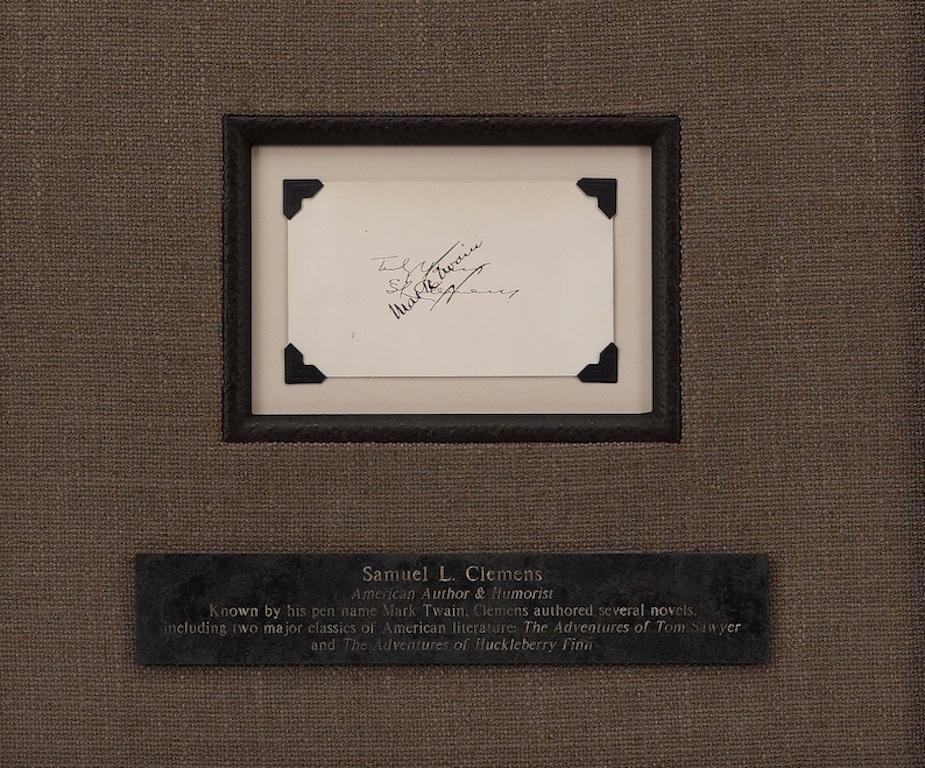 Truly Yours
S. L. Clemens
Mark Twain
Samuel L. Clemens
American Author & Humorist
Known by his pen name Mark Twain, Clemens authored several novels,
including two major classics of American literature: The Adventures of Tom Sawyer
and The Adventures of Huckleberry Finn